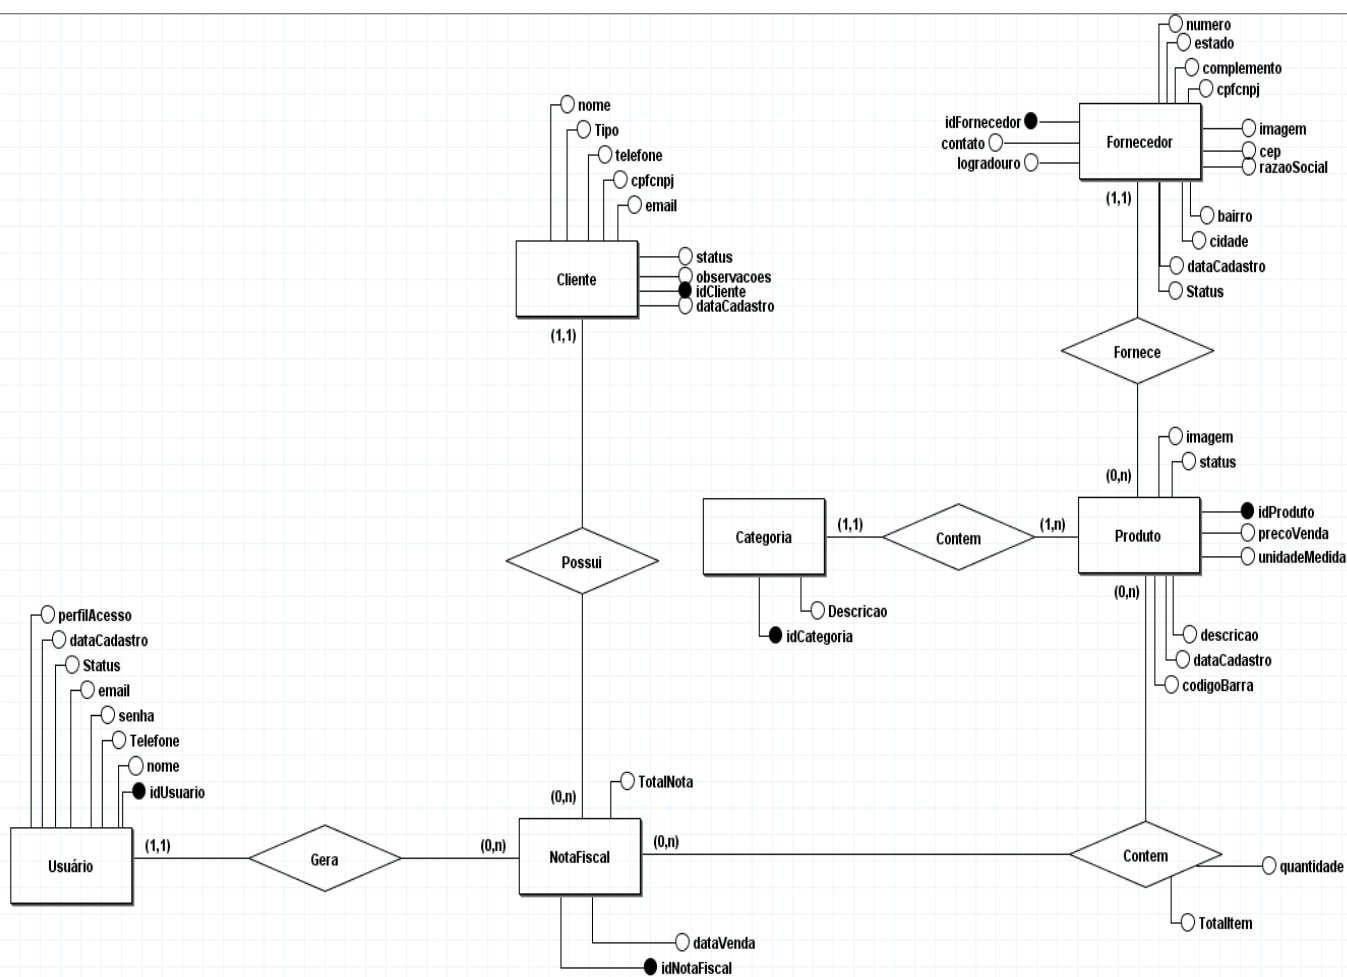 numero
estado
complemento
cpfcnpj
idFornecedor
contato
logradouro
Fornecedor
imagem
cep
razaoSocial
(1,1)
bairro
cidade
dataCadastro
Status
nome
Tipo
telefone
cpfcnpj
email
Cliente
status
observacoes
idCliente
dataCadastro
(1,1)
Fornece
imagem
status
(0,n)
Categoria
(1,1)
Contem
(1,n)
Produto
idProduto
precoVenda
unidadeMedida
(0,n)
Descricao
idCategoria
descricao
dataCadastro
codigoBarra
Possui
perfilAcesso
dataCadastro
Status
email
senha
Telefone
nome
idUsuario
TotalNota
(0,n)
Usuário
(1,1)
Gera
(0,n)
NotaFiscal
(0,n)
Contem
quantidade
TotalItem
dataVenda
idNotaFiscal